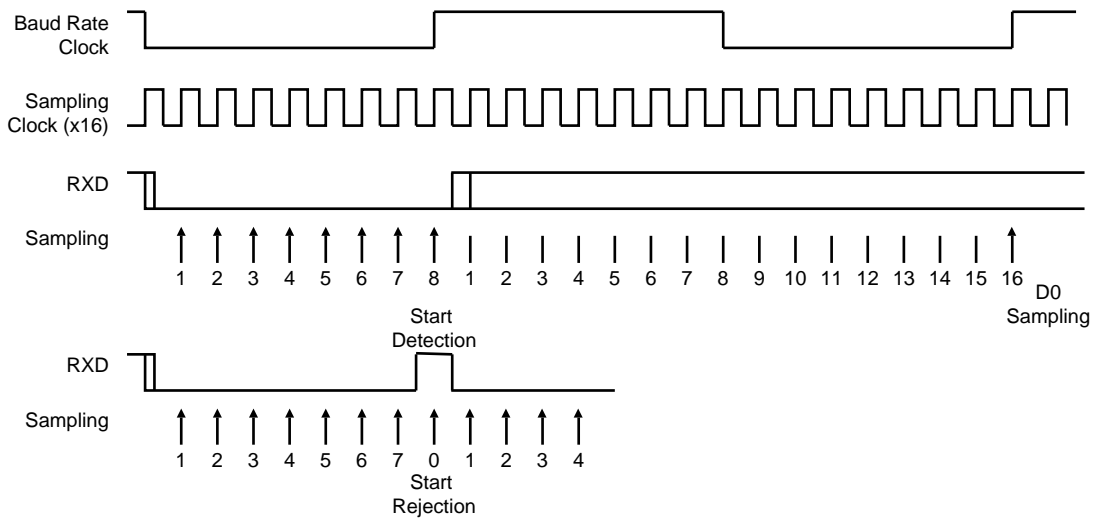 Baud Rate
Clock
Sampling
Clock (x16)
RXD
Sampling
1 2 3 4 5 6 7 8 1 2 3 4 5 6 7 8 9 10 11 12 13 14 15 16
D0
Sampling
Start
Detection
RXD
Sampling
1 2 3 4 5 6 7 0 1 2 3 4
Start
Rejection